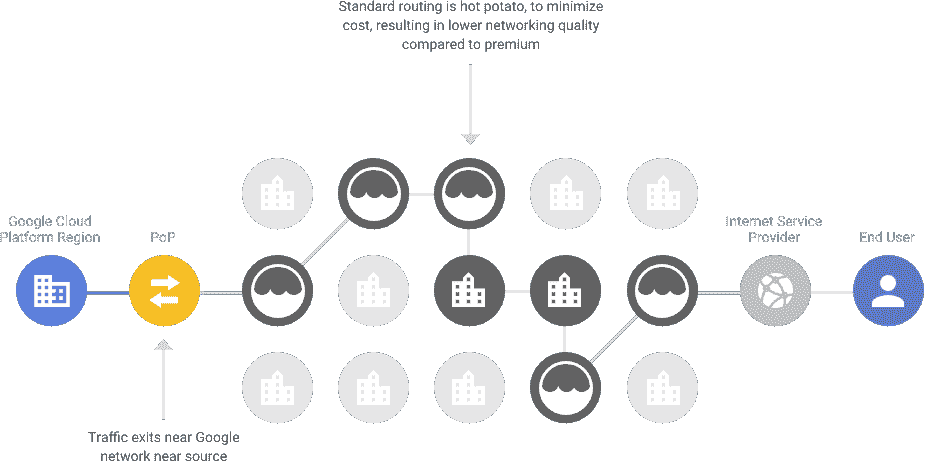 Standard routing is hot potato, to minimize
cost, resulting in lower networking quality
compared to premium
Google Cloud
Platform Region
PoP
Internet Service
Provider
End User
Traffic exits near Google
network near source